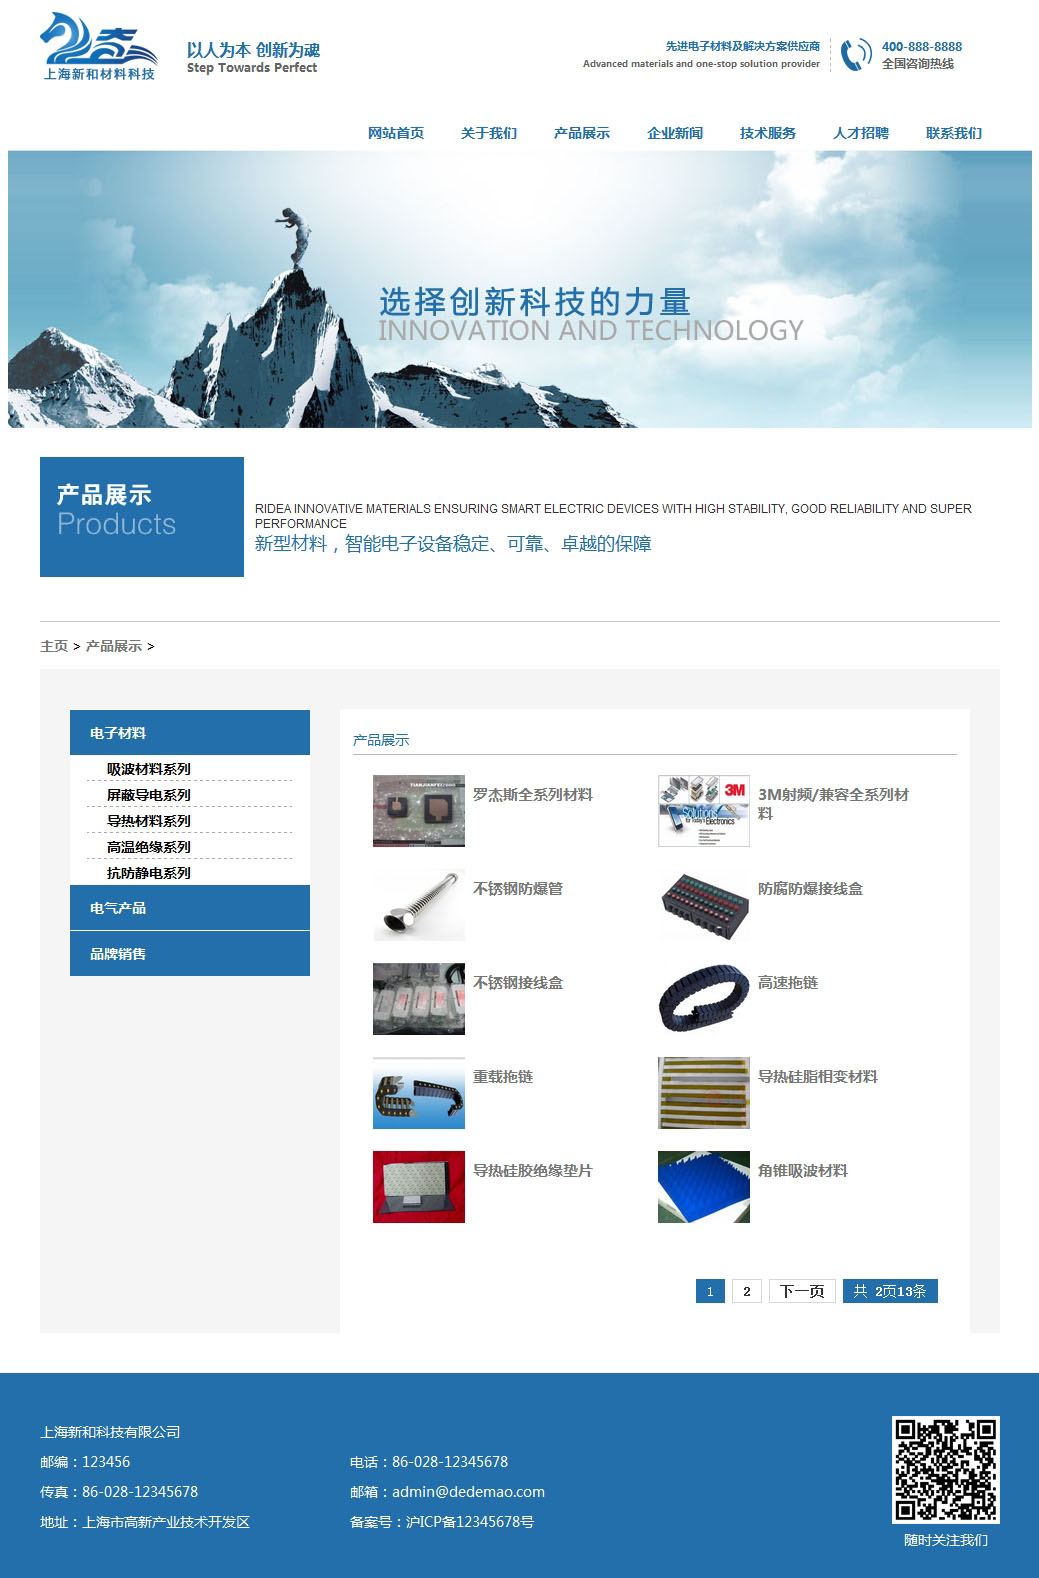 上海新和材料科技
以人为本 创新为魂
Step Towards Perfect
先进电子材料及解决方案供应商
Advanced materials and one-stop solution provider
400-888-8888
全国咨询热线
网站首页 关于我们 产品展示 企业新闻 技术服务 人才招聘 联系我们
选择创新科技的力量
INNOVATION AND TECHNOLOGY
产品展示
Products
RIDEA INNOVATIVE MATERIALS ENSURING SMART ELECTRIC DEVICES WITH HIGH STABILITY, GOOD RELIABILITY AND SUPER
PERFORMANCE
新型材料，智能电子设备稳定、可靠、卓越的保障
主页 > 产品展示 >
电子材料
吸波材料系列
屏蔽导电系列
导热材料系列
高温绝缘系列
抗防静电系列
电气产品
品牌销售
产品展示
TIANJIANFEI
罗杰斯全系列材料
3M
Solutions
for Today's Electronics
3M射频/兼容全系列材
料
不锈钢防爆管
防腐防爆接线盒
不锈钢接线盒
高速拖链
重载拖链
导热硅脂相变材料
导热硅胶绝缘垫片
角锥吸波材料
1 2 下一页 共 2页13条
上海新和科技有限公司
邮编：123456
电话：86-028-12345678
传真：86-028-12345678
邮箱：admin@dedemao.com
地址：上海市高新产业技术开发区
备案号：沪ICP备12345678号
随时关注我们